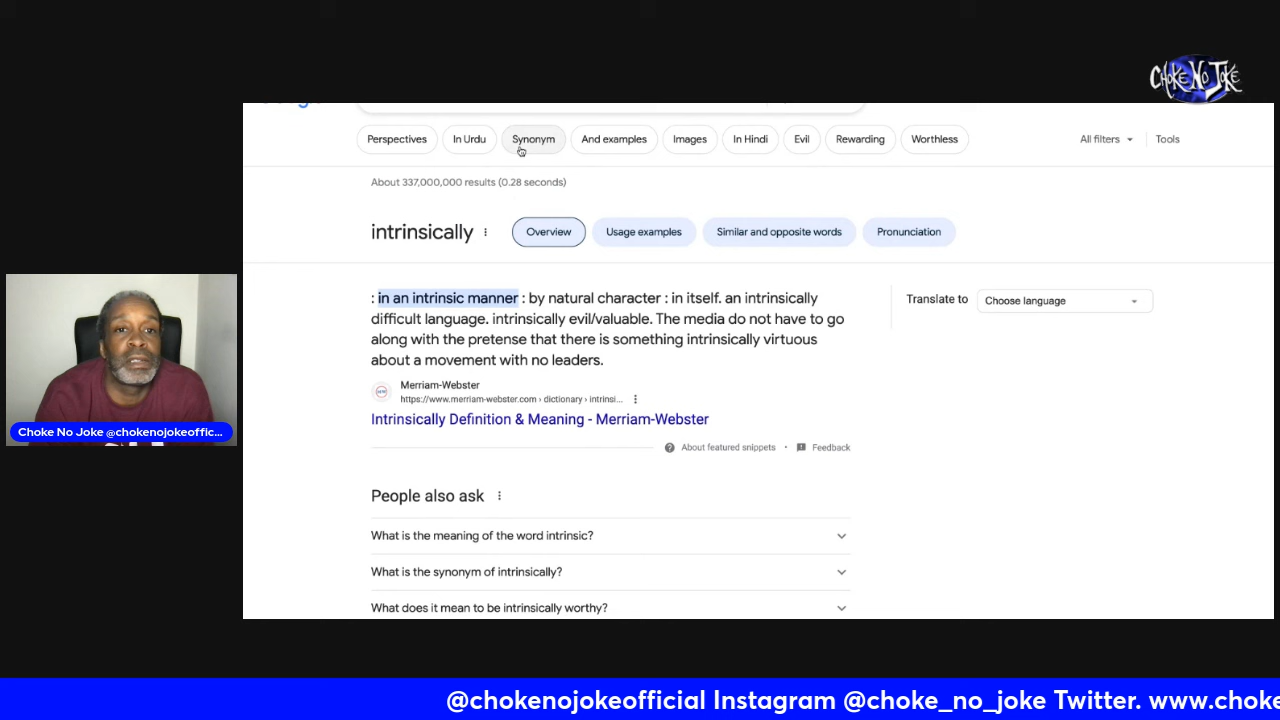 CHOKE NO JOKE
Perspectives In Urdu Synonym And examples Images In Hindi Evil Rewarding Worthless All filters Tools
About 337,000,000 results (0.28 seconds)
intrinsically Overview Usage examples Similar and opposite words Pronunciation
: in an intrinsic manner : by natural character : in itself. an intrinsically
difficult language. intrinsically evil/valuable. The media do not have to go
along with the pretense that there is something intrinsically virtuous
about a movement with no leaders.
Translate to Choose language
Merriam-Webster
https://www.merriam-webster.com › dictionary › intrinsi...
Intrinsically Definition & Meaning - Merriam-Webster
About featured snippets • Feedback
People also ask
What is the meaning of the word intrinsic?
What is the synonym of intrinsically?
What does it mean to be intrinsically worthy?
Choke No Joke @chokenojokeoffic...
@chokenojokeofficial Instagram @choke_no_joke Twitter. www.choke